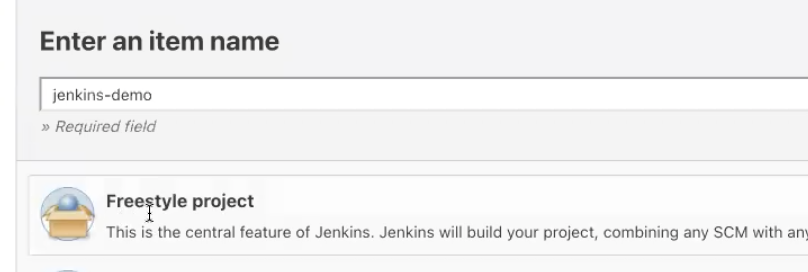 Enter an item name
jenkins-demo
» Required field
Freestyle project
This is the central feature of Jenkins. Jenkins will build your project, combining any SCM with any